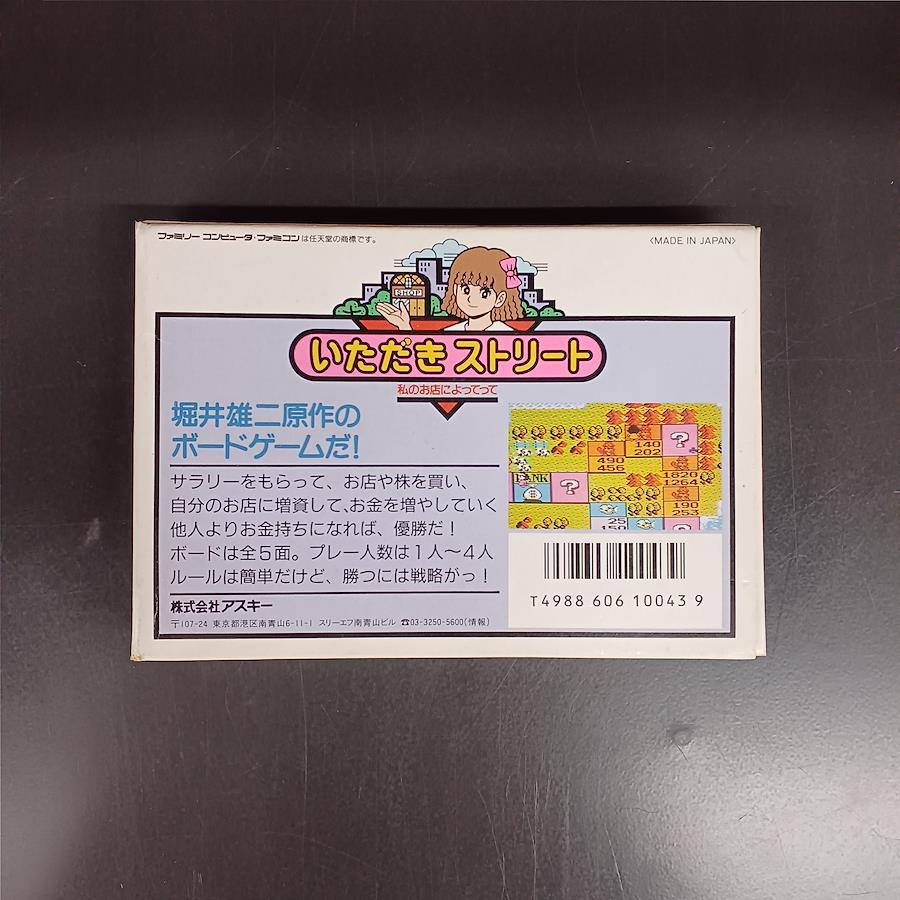 ファミリー コンピュータ・ファミコンは任天堂の商標です。
〈MADE IN JAPAN〉
SHOP
いただきストリート
私のお店によってって
堀井雄二原作の
ボードゲームだ!
サラリーをもらって、お店や株を買い、
自分のお店に増資して、お金を増やしていく
他人よりお金持ちになれば、優勝だ!
ボードは全5面。プレー人数は1人〜4人
ルールは簡単だけど、勝つには戦略がっ!
株式会社アスキー
〒107-24 東京都港区南青山6-11-1 スリーエフ南青山ビル ☎03-3250-5600(情報)
140
202
?
490
456
1820
1264
BANK
?
190
253
25
150
?
T4988 606 10043 9